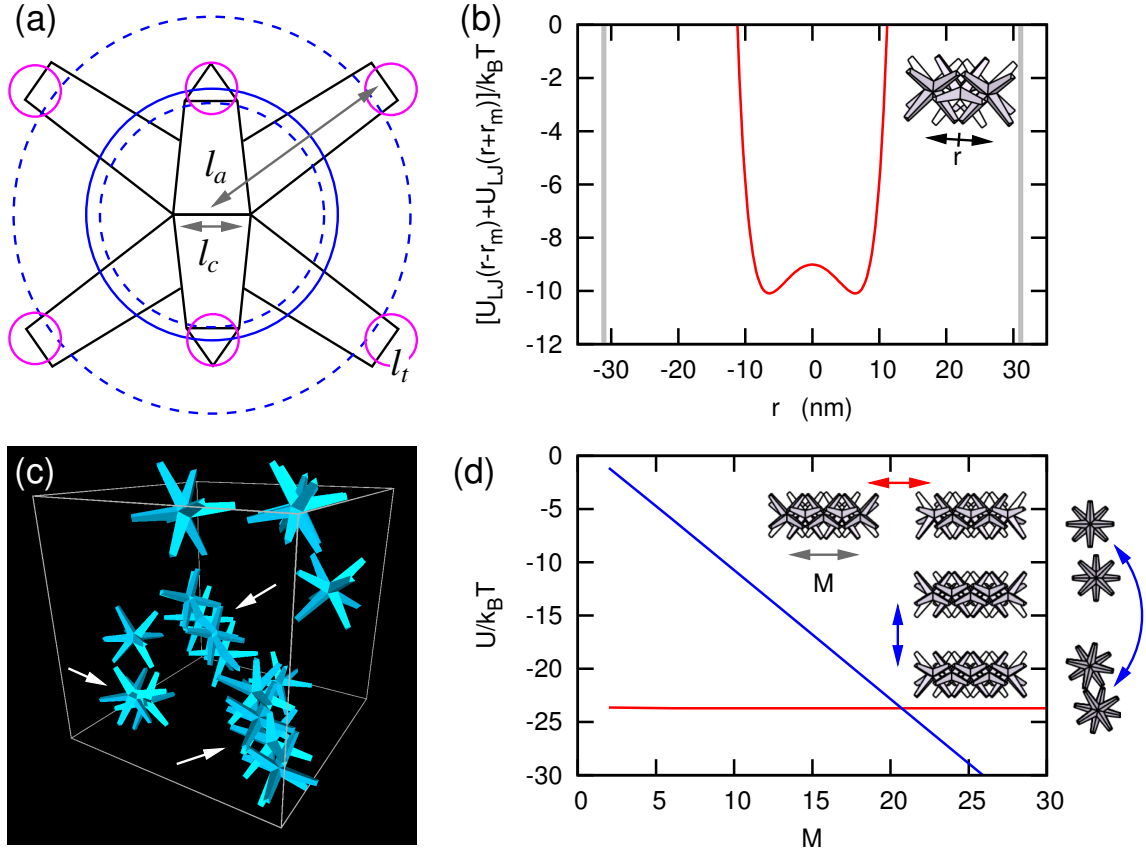 (a)
l_a
l_c
l_t
(b)
[U_LJ(r-r_m)+U_LJ(r+r_m)]/k_BT
0
-2
-4
-6
-8
-10
-12
-30 -20 -10 0 10 20 30
r (nm)
r
(c)
(d)
U/k_BT
0
-5
-10
-15
-20
-25
-30
0 5 10 15 20 25 30
M
M